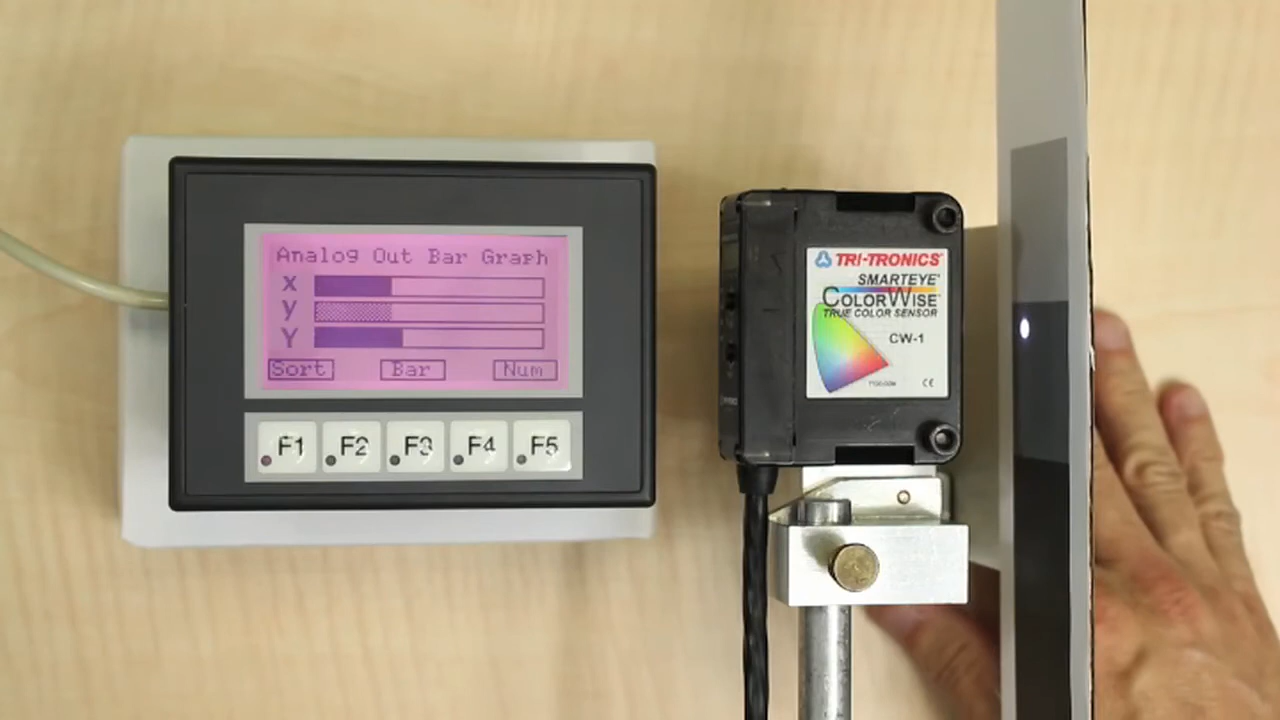 Analog Out Bar Graph
x
y
Y
Sort Bar Num
F1 F2 F3 F4 F5
TRI-TRONICS®
SMARTEYE®
COLORWISE™
TRUE COLOR SENSOR
CW-1
CE